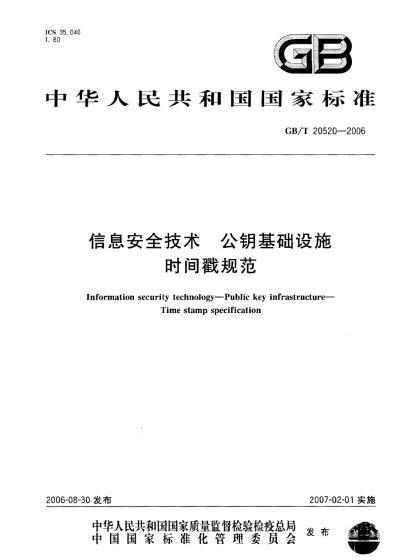 ICS 35.040
L 80
GB
中华人民共和国国家标准
GB/T 20520—2006
信息安全技术 公钥基础设施
时间戳规范
Information security technology—Public key infrastructure—
Time stamp specification
2006-08-30 发布
2007-02-01 实施
中华人民共和国国家质量监督检验检疫总局
中国国家标准化管理委员会
发布